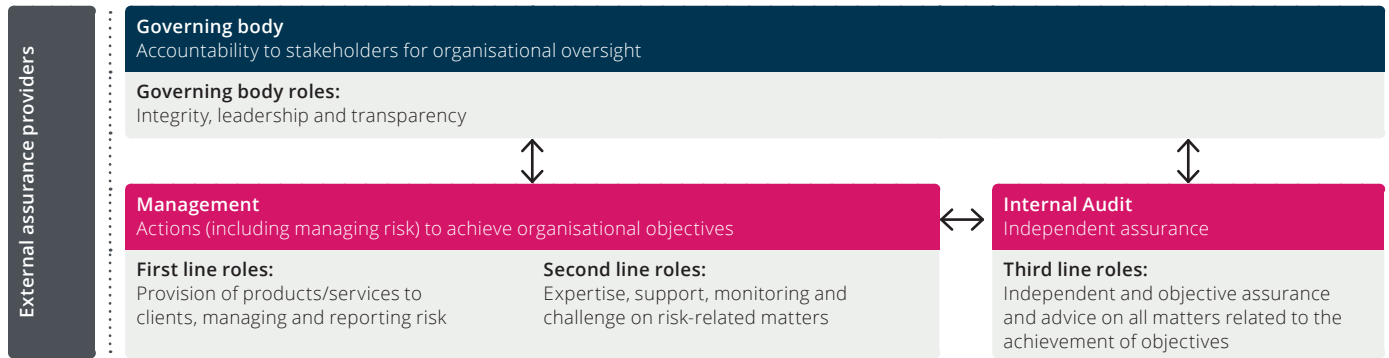 External assurance providers
Governing body
Accountability to stakeholders for organisational oversight
Governing body roles:
Integrity, leadership and transparency
Management
Actions (including managing risk) to achieve organisational objectives
First line roles:
Provision of products/services to
clients, managing and reporting risk
Second line roles:
Expertise, support, monitoring and
challenge on risk-related matters
Internal Audit
Independent assurance
Third line roles:
Independent and objective assurance
and advice on all matters related to the
achievement of objectives